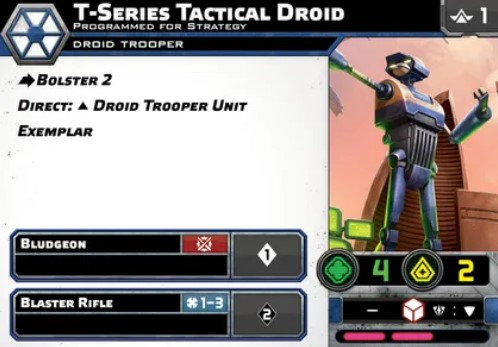 T-Series Tactical Droid
1
Programmed for Strategy
Droid Trooper
Bolster 2
Direct: Droid Trooper Unit
Exemplar
Bludgeon
1
Blaster Rifle 1-3
2
4 2
– :